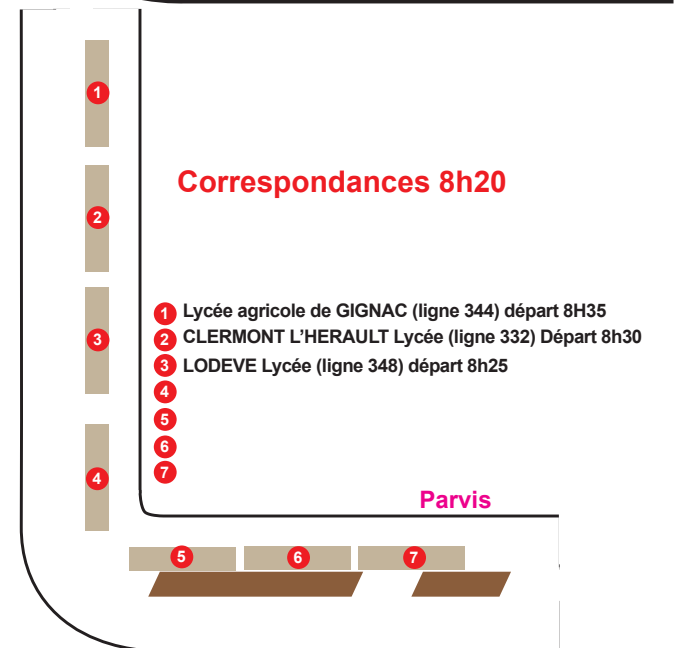 1
2
Correspondances 8h20
3
1 Lycée agricole de GIGNAC (ligne 344) départ 8H35
2 CLERMONT L'HERAULT Lycée (ligne 332) Départ 8h30
3 LODEVE Lycée (ligne 348) départ 8h25
4
5
6
7
4
Parvis
5 6 7